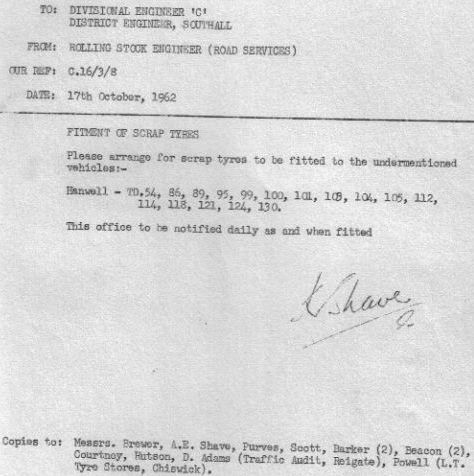 TO: DIVISIONAL ENGINEER 'C'
DISTRICT ENGINEER, SOUTHALL
FROM: ROLLING STOCK ENGINEER (ROAD SERVICES)
OUR REF: C.16/3/8
DATE: 17th October, 1962
FITMENT OF SCRAP TYRES
Please arrange for scrap tyres to be fitted to the undermentioned
vehicles:-
Hanwell - TD.54, 86, 89, 95, 99, 100, 101, 103, 104, 105, 112,
114, 118, 121, 124, 130.
This office to be notified daily as and when fitted
Shave
Copies to: Messrs. Brewer, A.E. Shave, Purves, Scott, Barker (2), Beacon (2),
Courtney, Hutson, D. Adams (Traffic Audit, Reigate), Powell (L.T.
Tyre Stores, Chiswick).